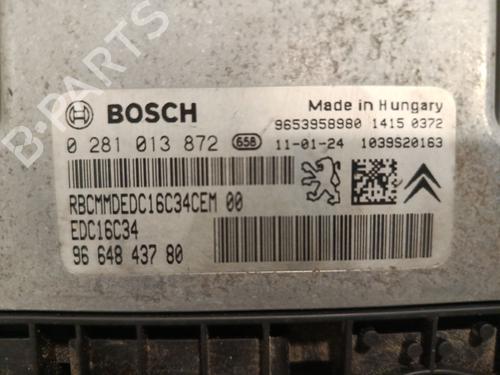 B-PARTS
BOSCH
Made in Hungary
9653958980 1415 0372
0 281 013 872 658 11-01-24 1039S20163
RBCMMDEDC16C34CEM 00
EDC16C34
96 648 437 80